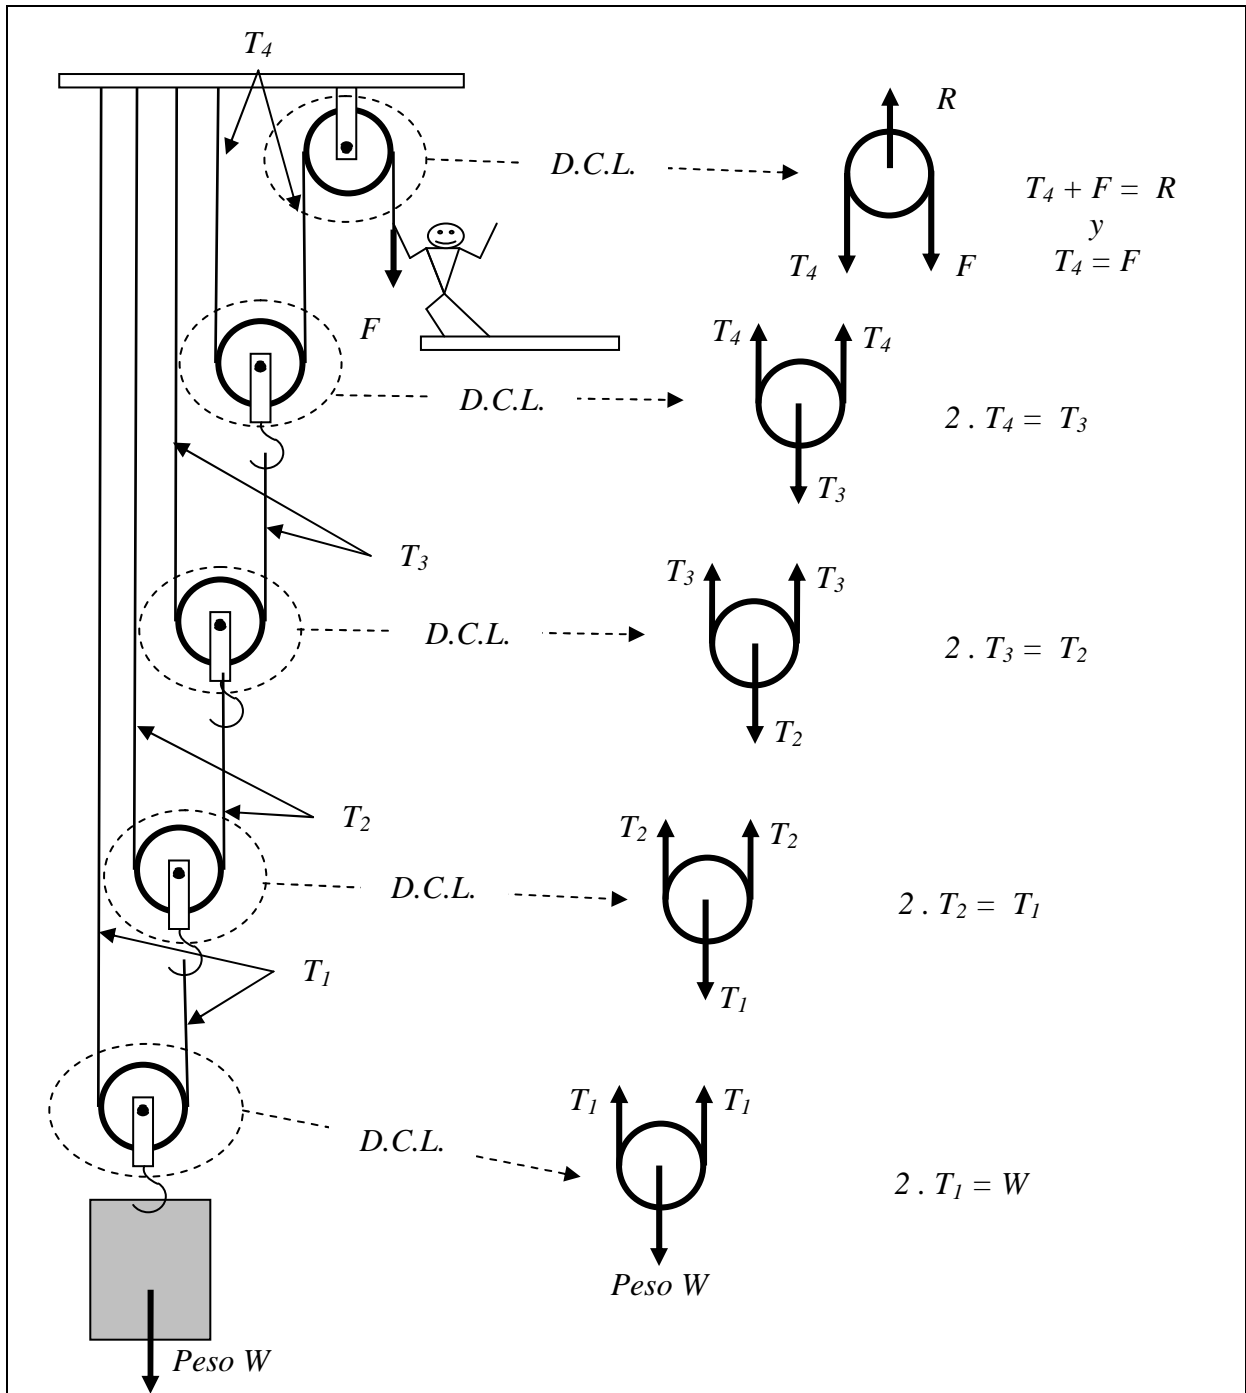 T₄
R
D.C.L.
T₄ + F = R
y
T₄ = F
T₄
F
F
T₄
T₄
D.C.L.
2 . T₄ = T₃
T₃
T₃
T₃
T₃
D.C.L.
2 . T₃ = T₂
T₂
T₂
T₂
T₂
D.C.L.
2 . T₂ = T₁
T₁
T₁
T₁
T₁
D.C.L.
2 . T₁ = W
Peso W
Peso W